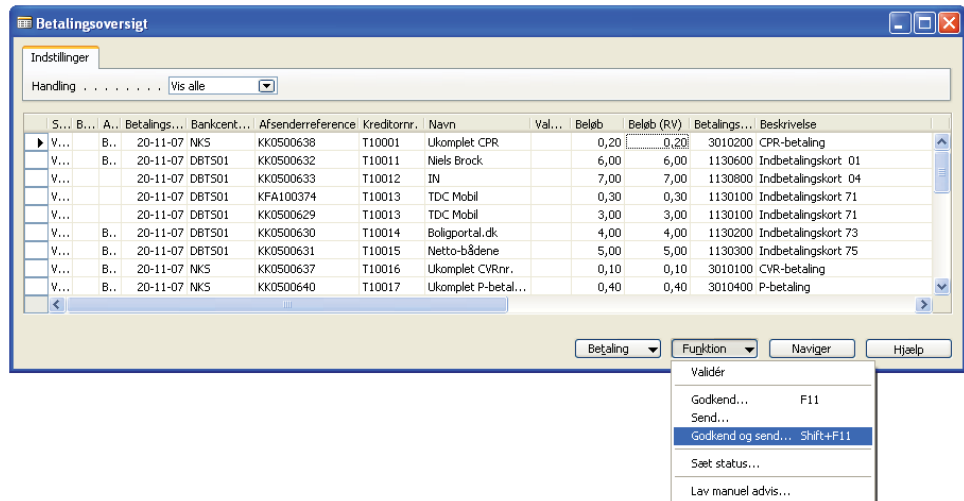 Betalingsoversigt
Indstillinger
Handling . . . . . . . . Vis alle
S... B... A.. Betalings... Bankcent... Afsenderreference Kreditornr. Navn Val... Beløb Beløb (RV) Betalings... Beskrivelse
V... B.. 20-11-07 NKS KK0500638 T10001 Ukomplet CPR 0,20 0,20 3010200 CPR-betaling
V... B.. 20-11-07 DBTS01 KK0500632 T10011 Niels Brock 6,00 6,00 1130600 Indbetalingskort 01
V... 20-11-07 DBTS01 KK0500633 T10012 IN 7,00 7,00 1130800 Indbetalingskort 04
V... 20-11-07 DBTS01 KFA100374 T10013 TDC Mobil 0,30 0,30 1130100 Indbetalingskort 71
V... 20-11-07 DBTS01 KK0500629 T10013 TDC Mobil 3,00 3,00 1130100 Indbetalingskort 71
V... B.. 20-11-07 DBTS01 KK0500630 T10014 Boligportal.dk 4,00 4,00 1130200 Indbetalingskort 73
V... B.. 20-11-07 DBTS01 KK0500631 T10015 Netto-bådene 5,00 5,00 1130300 Indbetalingskort 75
V... B.. 20-11-07 NKS KK0500637 T10016 Ukomplet CVRnr. 0,10 0,10 3010100 CVR-betaling
V... B.. 20-11-07 NKS KK0500640 T10017 Ukomplet P-betal... 0,40 0,40 3010400 P-betaling
Betaling Funktion Naviger Hjælp
Validér
Godkend... F11
Send...
Godkend og send... Shift+F11
Sæt status...
Lav manuel advis...